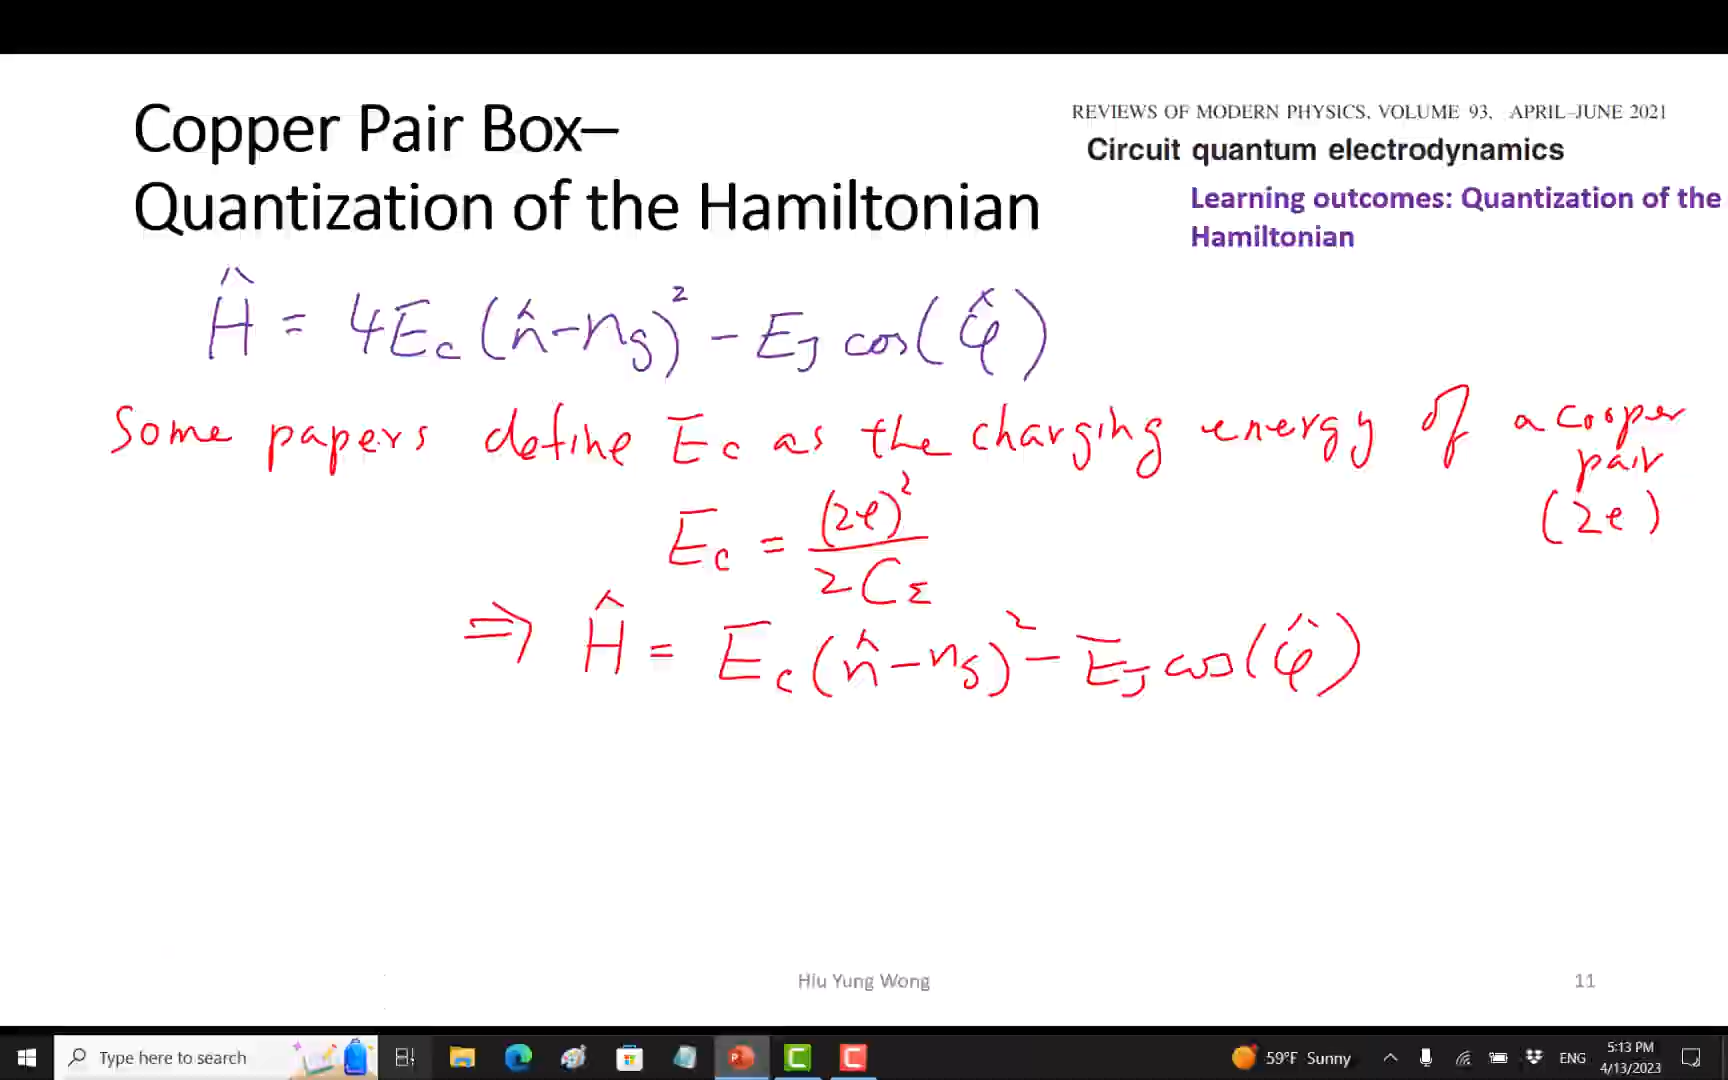 Copper Pair Box–
Quantization of the Hamiltonian
REVIEWS OF MODERN PHYSICS, VOLUME 93, APRIL–JUNE 2021
Circuit quantum electrodynamics
Learning outcomes: Quantization of the
Hamiltonian
Ĥ = 4E_c (n̂ - n_g)² - E_J cos(φ̂)
Some papers define E_c as the charging energy of a cooper
pair
(2e)
E_c = (2e)² / 2C_Σ
⇒ Ĥ = E_c (n̂ - n_g)² - E_J cos(φ̂)
Hiu Yung Wong
11
Type here to search
59°F Sunny
ENG
5:13 PM
4/13/2023